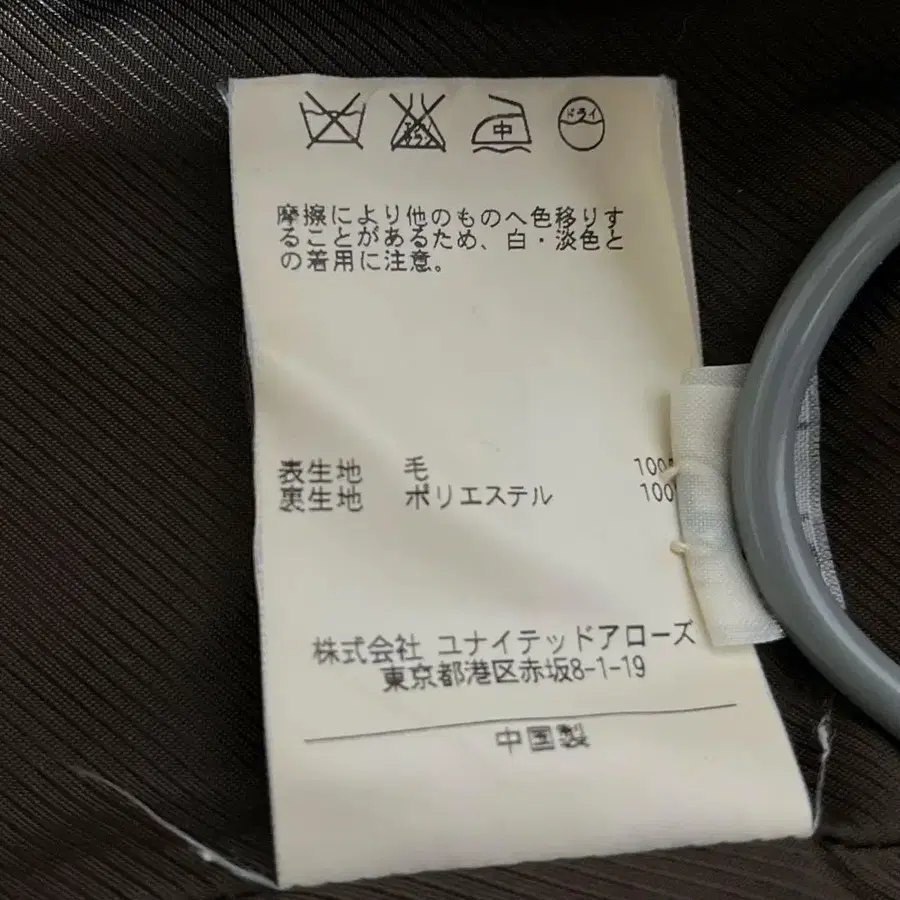 中 ドライ
摩擦により他のものへ色移りす
ることがあるため、白・淡色と
の着用に注意。
表生地 毛 100
裏生地 ポリエステル 100
株式会社 ユナイテッドアローズ
東京都港区赤坂8-1-19
中国製